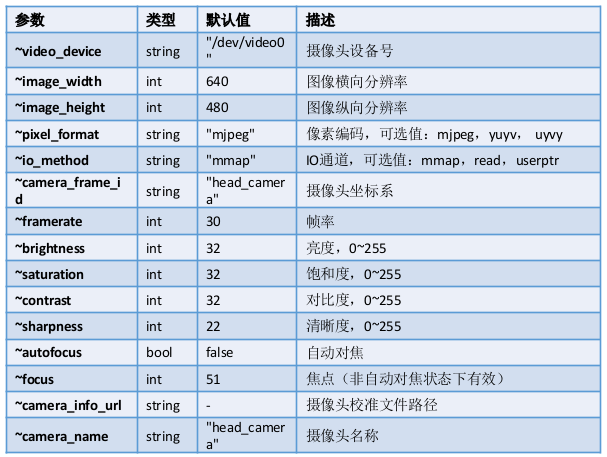 参数 类型 默认值 描述
~video_device string "/dev/video0
" 摄像头设备号
~image_width int 640 图像横向分辨率
~image_height int 480 图像纵向分辨率
~pixel_format string "mjpeg" 像素编码，可选值：mjpeg，yuyv， uyvy
~io_method string "mmap" IO通道，可选值：mmap，read，userptr
~camera_frame_i
d string "head_camer
a" 摄像头坐标系
~framerate int 30 帧率
~brightness int 32 亮度，0~255
~saturation int 32 饱和度，0~255
~contrast int 32 对比度，0~255
~sharpness int 22 清晰度，0~255
~autofocus bool false 自动对焦
~focus int 51 焦点（非自动对焦状态下有效）
~camera_info_url string - 摄像头校准文件路径
~camera_name string "head_camer
a" 摄像头名称